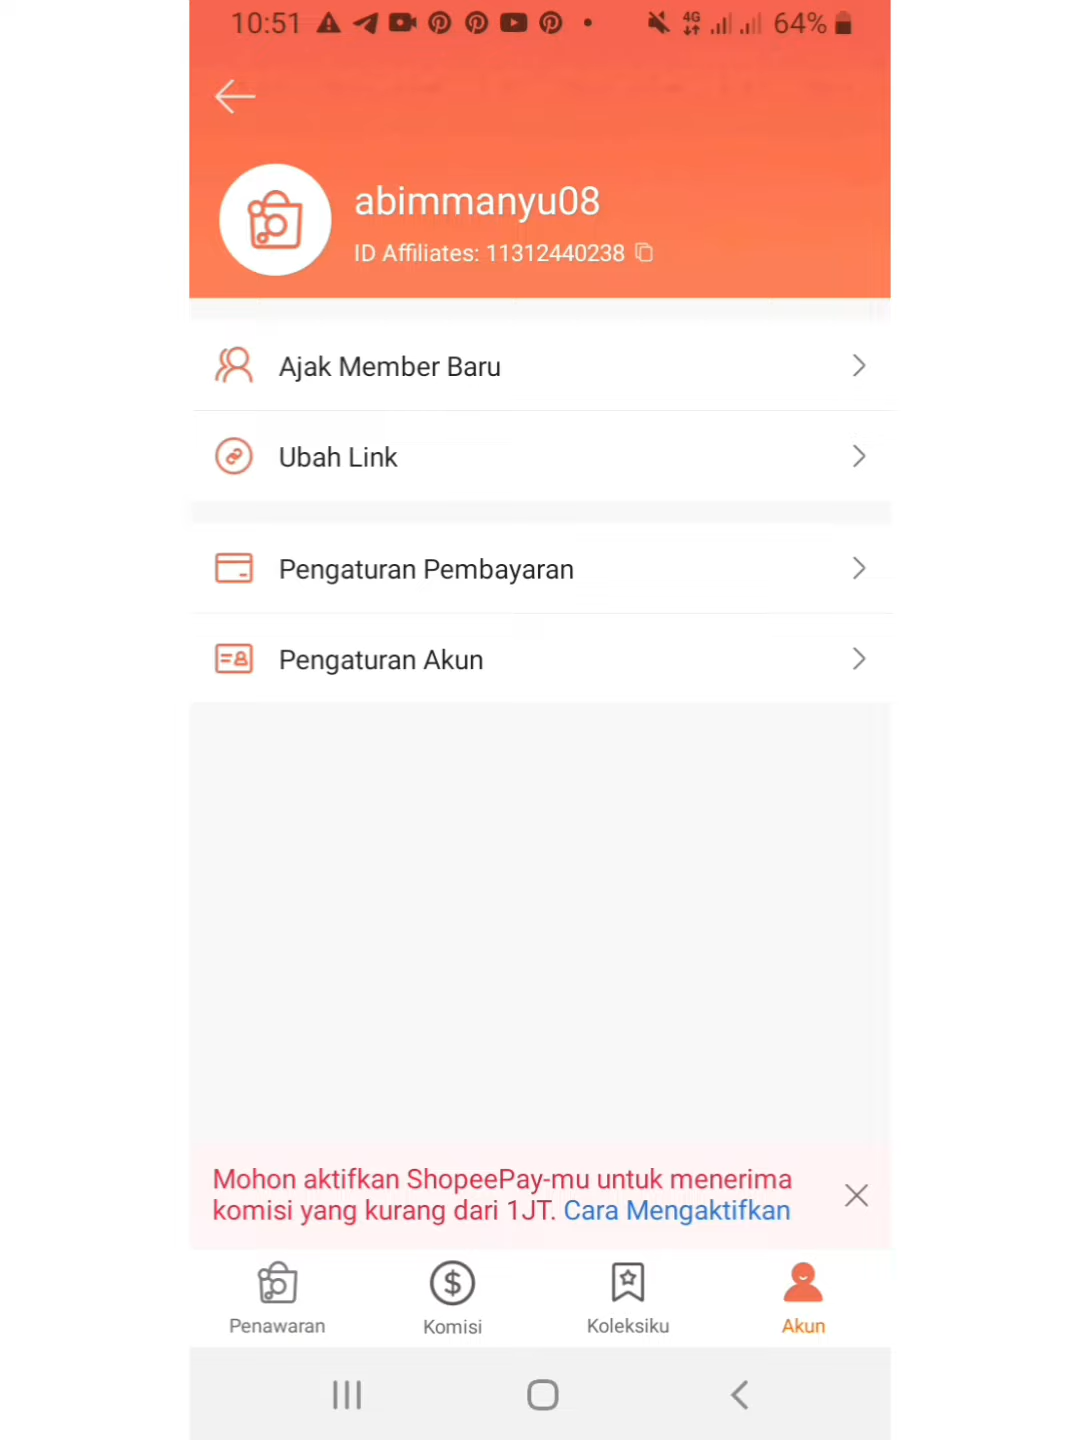 10:51 4G 64%
abimmanyu08
ID Affiliates: 11312440238
Ajak Member Baru
Ubah Link
Pengaturan Pembayaran
Pengaturan Akun
Mohon aktifkan ShopeePay-mu untuk menerima
komisi yang kurang dari 1JT. Cara Mengaktifkan
Penawaran Komisi Koleksiku Akun